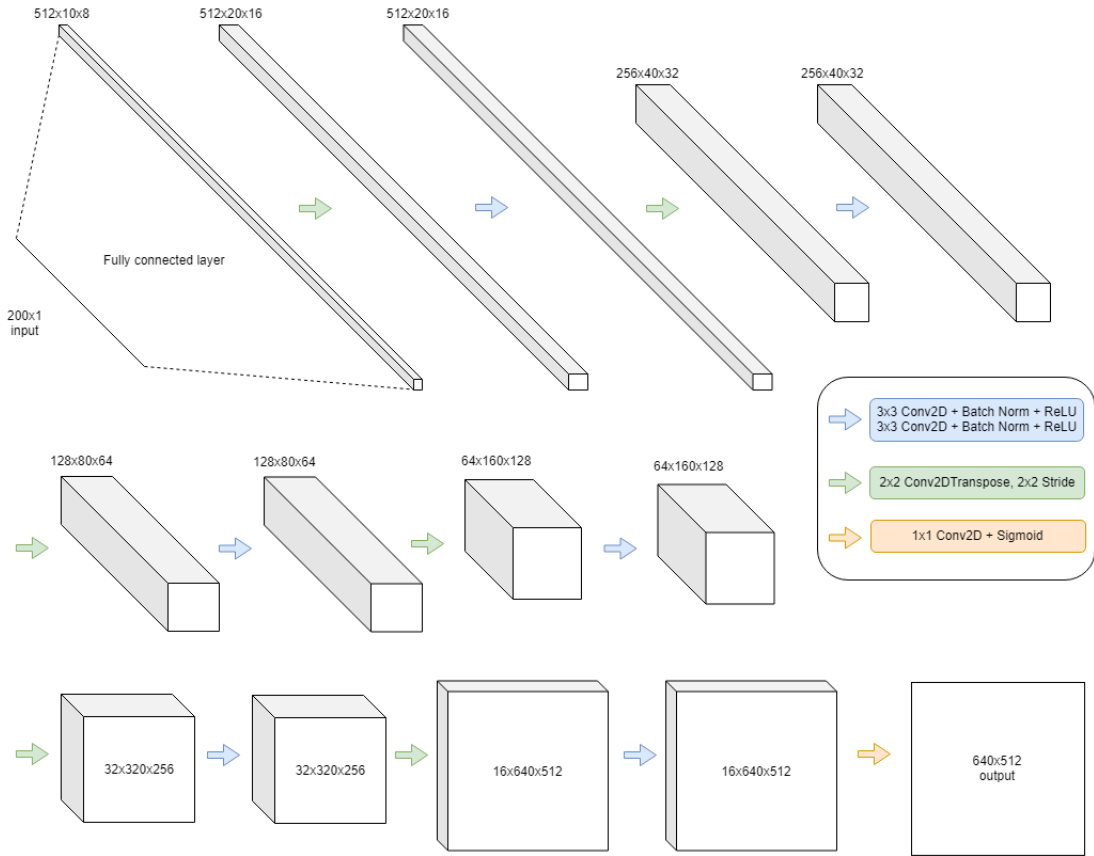 512x10x8
512x20x16
512x20x16
256x40x32
256x40x32
Fully connected layer
200x1
input
3x3 Conv2D + Batch Norm + ReLU
3x3 Conv2D + Batch Norm + ReLU
2x2 Conv2DTranspose, 2x2 Stride
1x1 Conv2D + Sigmoid
128x80x64
128x80x64
64x160x128
64x160x128
32x320x256
32x320x256
16x640x512
16x640x512
640x512
output